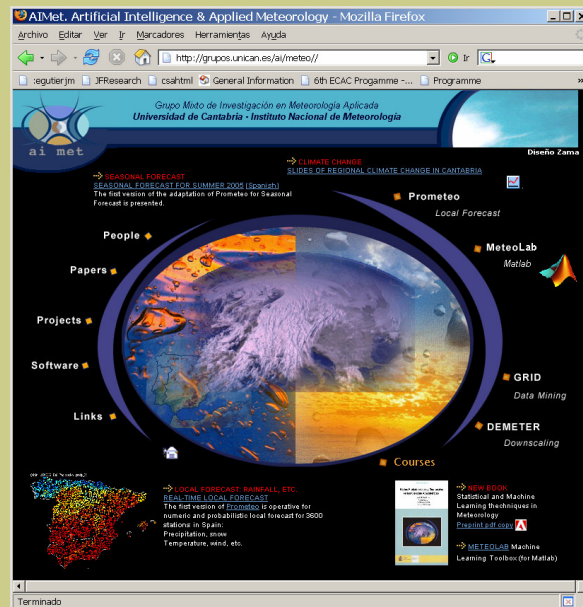 AIMet. Artificial Intelligence & Applied Meteorology - Mozilla Firefox
Archivo Editar Ver Ir Marcadores Herramientas Ayuda
http://grupos.unican.es/ai/meteo// Ir
:egutierjm JFResearch csahtml General Information 6th ECAC Progamme -... Programme »
Grupo Mixto de Investigación en Meteorología Aplicada
Universidad de Cantabria - Instituto Nacional de Meteorología
ai met
Diseño Zama
CLIMATE CHANGE
SLIDES OF REGIONAL CLIMATE CHANGE IN CANTABRIA
SEASONAL FORECAST
SEASONAL FORECAST FOR SUMMER 2005 (Spanish)
The first version of the adaptation of Prometeo for Seasonal
Forecast is presented.
Prometeo
Local Forecast
People
MeteoLab
Matlab
Papers
Projects
Software
GRID
Data Mining
Links
DEMETER
Downscaling
Courses
LOCAL FORECAST: RAINFALL, ETC.
REAL-TIME LOCAL FORECAST
The first version of Prometeo is operative for
numeric and probabilistic local forecast for 3600
stations in Spain:
Precipitation, snow
Temperature, wind, etc.
NEW BOOK
Statistical and Machine
Learning thechniques in
Meteorology
Preprint pdf copy
METEOLAB Machine
Learning Toolbox (for Matlab)
Terminado